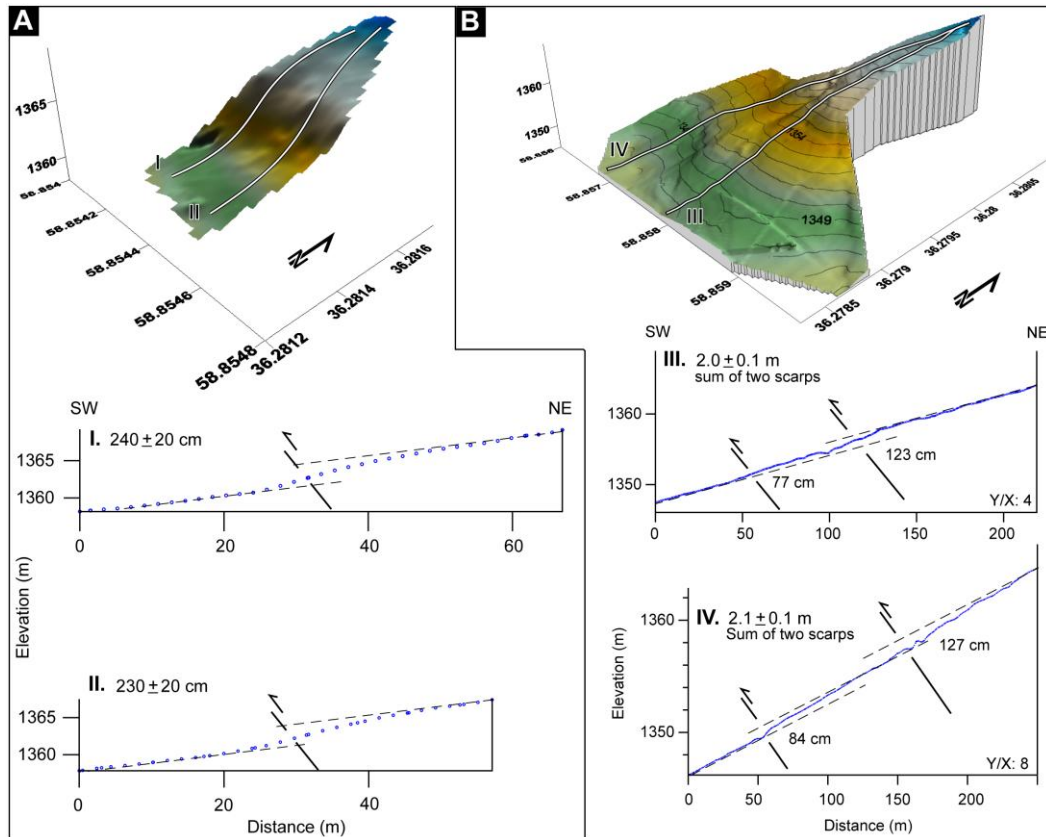 A
1365
1360
58.854
58.8542
58.8544
58.8546
58.8548
36.2812
36.2814
36.2816
I
II
N
B
1360
1350
58.856
58.857
58.858
58.859
36.2785
36.279
36.2795
36.28
36.2805
IV
III
1354
1349
N
SW NE
I. 240 ± 20 cm
1365
1360
0 20 40 60
II. 230 ± 20 cm
1365
1360
0 20 40
Elevation (m)
Distance (m)
SW NE
III. 2.0 ± 0.1 m
sum of two scarps
1360
1350
123 cm
77 cm
Y/X: 4
0 50 100 150 200
IV. 2.1 ± 0.1 m
Sum of two scarps
1360
1350
127 cm
84 cm
Y/X: 8
0 50 100 150 200
Elevation (m)
Distance (m)